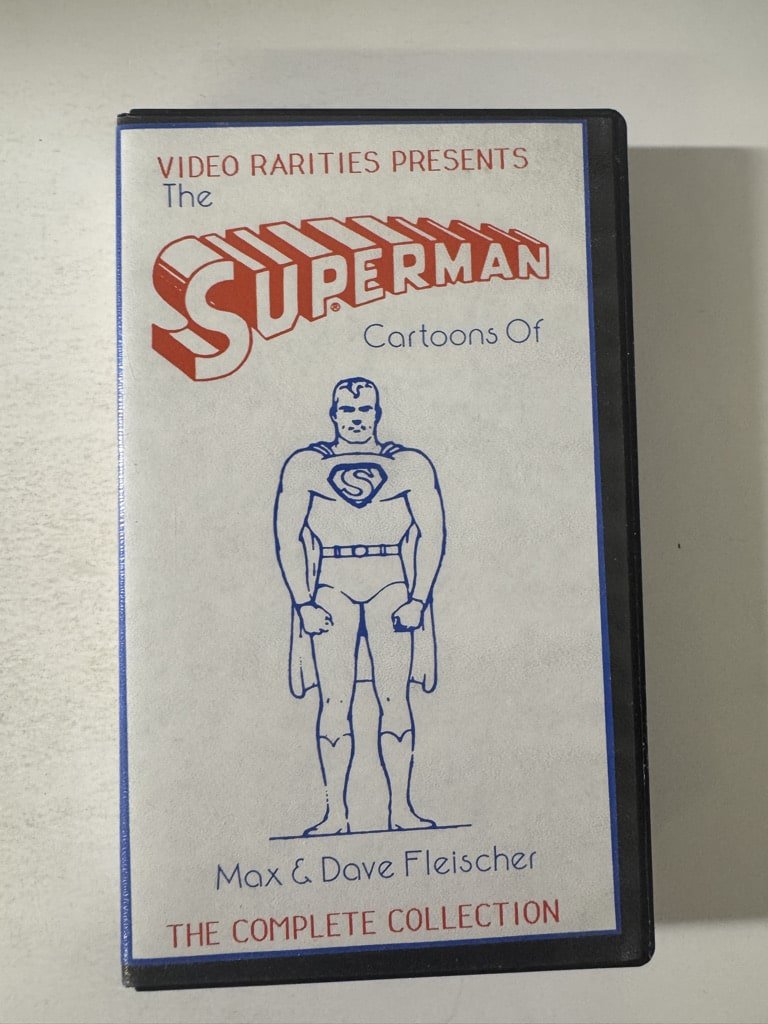 VIDEO RARITIES PRESENTS
The
SUPERMAN®
Cartoons Of
S
Max & Dave Fleischer
THE COMPLETE COLLECTION